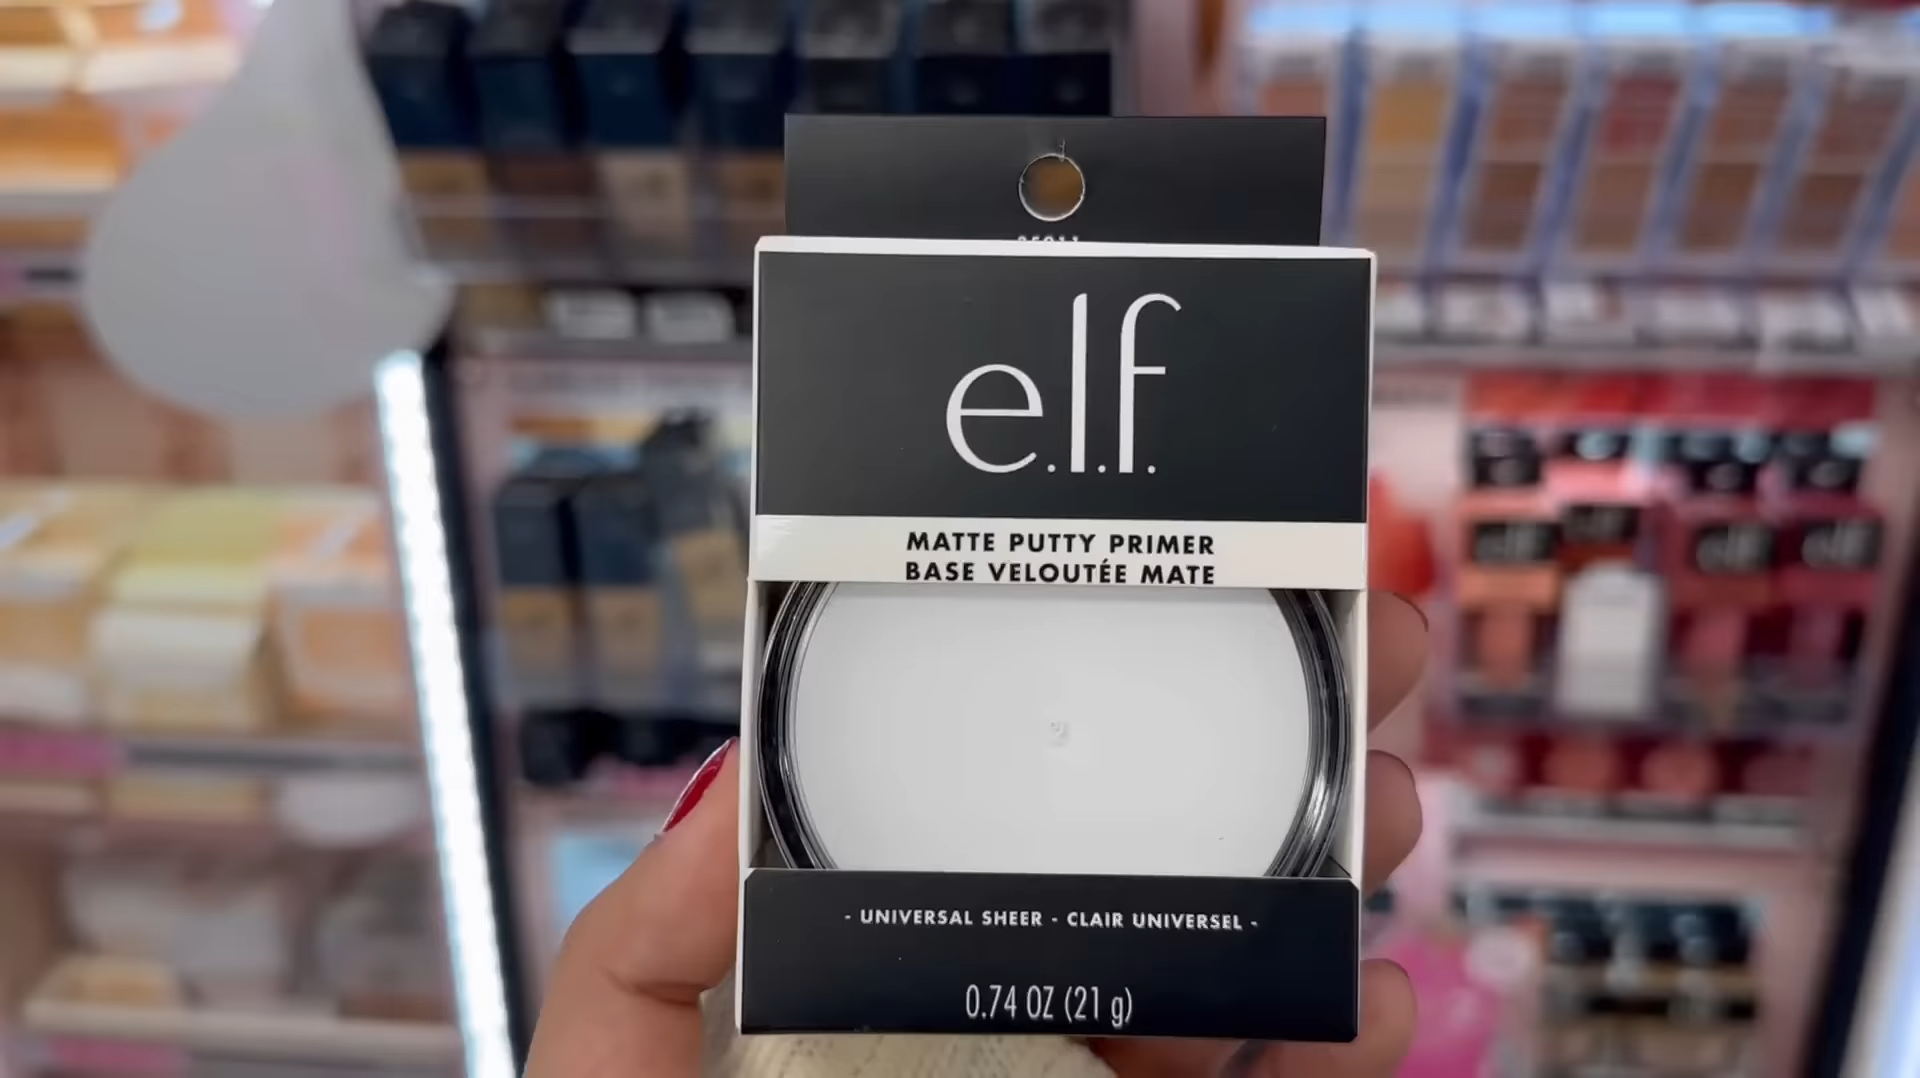 e.l.f.
MATTE PUTTY PRIMER
BASE VELOUTÉE MATE
- UNIVERSAL SHEER - CLAIR UNIVERSEL -
0.74 OZ (21 g)